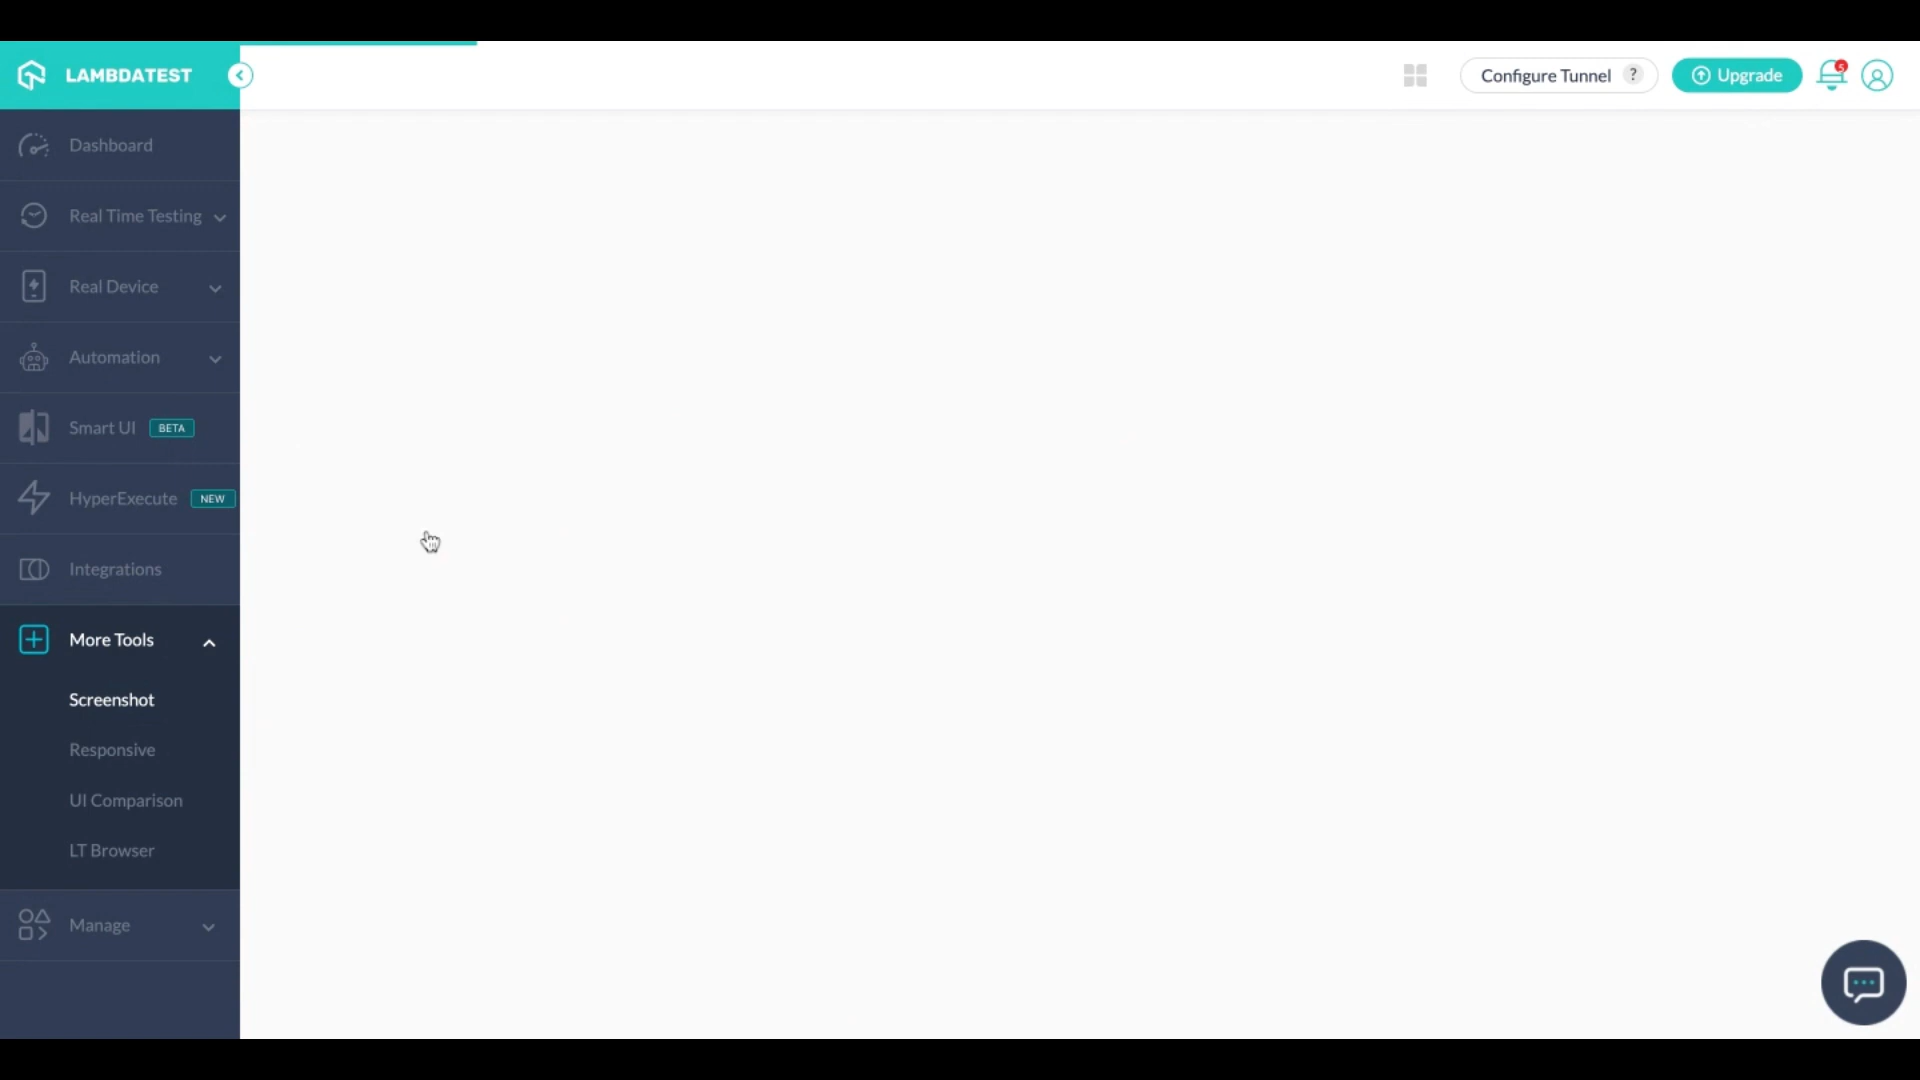 LAMBDATEST
Configure Tunnel ?
Upgrade
5
Dashboard
Real Time Testing
Real Device
Automation
Smart UI BETA
HyperExecute NEW
Integrations
More Tools
Screenshot
Responsive
UI Comparison
LT Browser
Manage